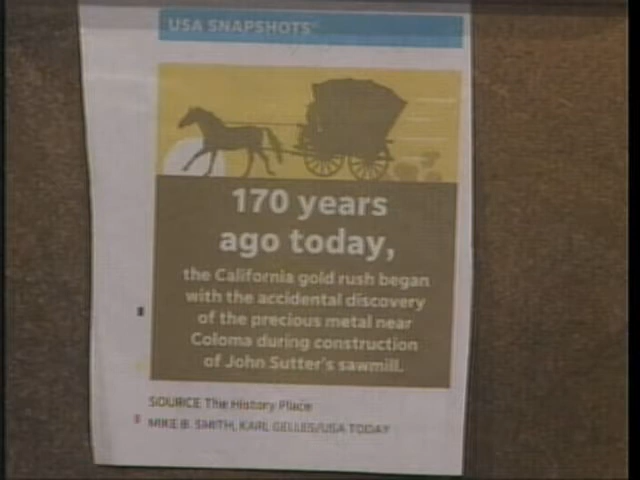 USA SNAPSHOTS®
170 years
ago today,
the California gold rush began
with the accidental discovery
of the precious metal near
Coloma during construction
of John Sutter's sawmill.
SOURCE The History Place
MIKE B. SMITH, KARL GELLES/USA TODAY